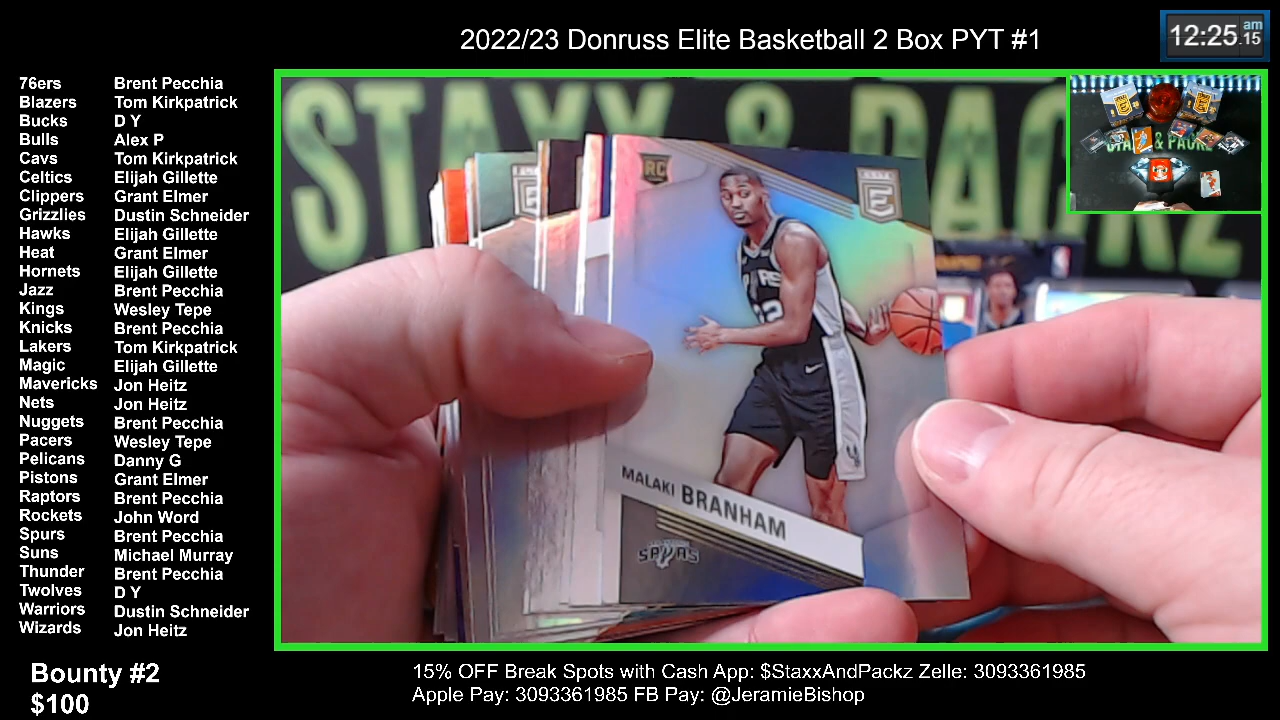 2022/23 Donruss Elite Basketball 2 Box PYT #1
12:25.15 am
76ers Brent Pecchia
Blazers Tom Kirkpatrick
Bucks D Y
Bulls Alex P
Cavs Tom Kirkpatrick
Celtics Elijah Gillette
Clippers Grant Elmer
Grizzlies Dustin Schneider
Hawks Elijah Gillette
Heat Grant Elmer
Hornets Elijah Gillette
Jazz Brent Pecchia
Kings Wesley Tepe
Knicks Brent Pecchia
Lakers Tom Kirkpatrick
Magic Elijah Gillette
Mavericks Jon Heitz
Nets Jon Heitz
Nuggets Brent Pecchia
Pacers Wesley Tepe
Pelicans Danny G
Pistons Grant Elmer
Raptors Brent Pecchia
Rockets John Word
Spurs Brent Pecchia
Suns Michael Murray
Thunder Brent Pecchia
Twolves D Y
Warriors Dustin Schneider
Wizards Jon Heitz
Bounty #2
$100
STAXX & PACKZ
RC
ELITE
E
MALAKI BRANHAM
SPURS
15% OFF Break Spots with Cash App: $StaxxAndPackz Zelle: 3093361985
Apple Pay: 3093361985 FB Pay: @JeramieBishop